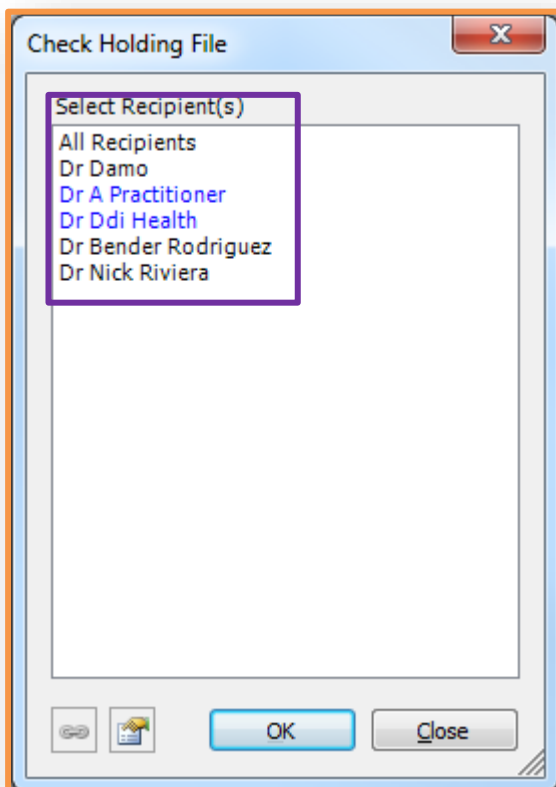 Check Holding File
Select Recipient(s)
All Recipients
Dr Damo
Dr A Practitioner
Dr Ddi Health
Dr Bender Rodriguez
Dr Nick Riviera
OK
Close